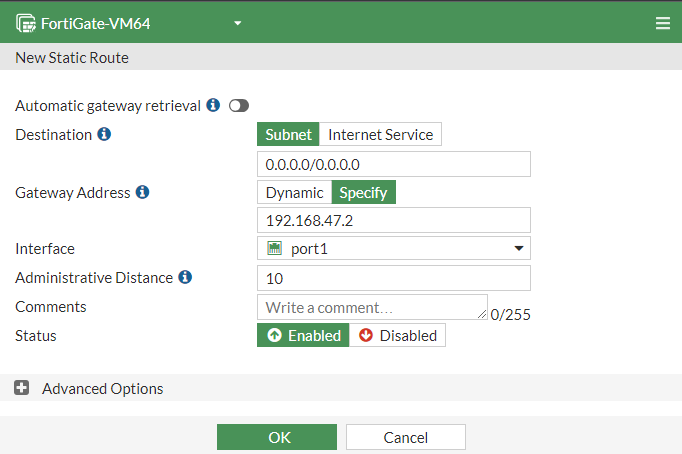 FortiGate-VM64
New Static Route
Automatic gateway retrieval
Destination Subnet Internet Service
0.0.0.0/0.0.0.0
Gateway Address Dynamic Specify
192.168.47.2
Interface port1
Administrative Distance 10
Comments Write a comment... 0/255
Status Enabled Disabled
Advanced Options
OK Cancel